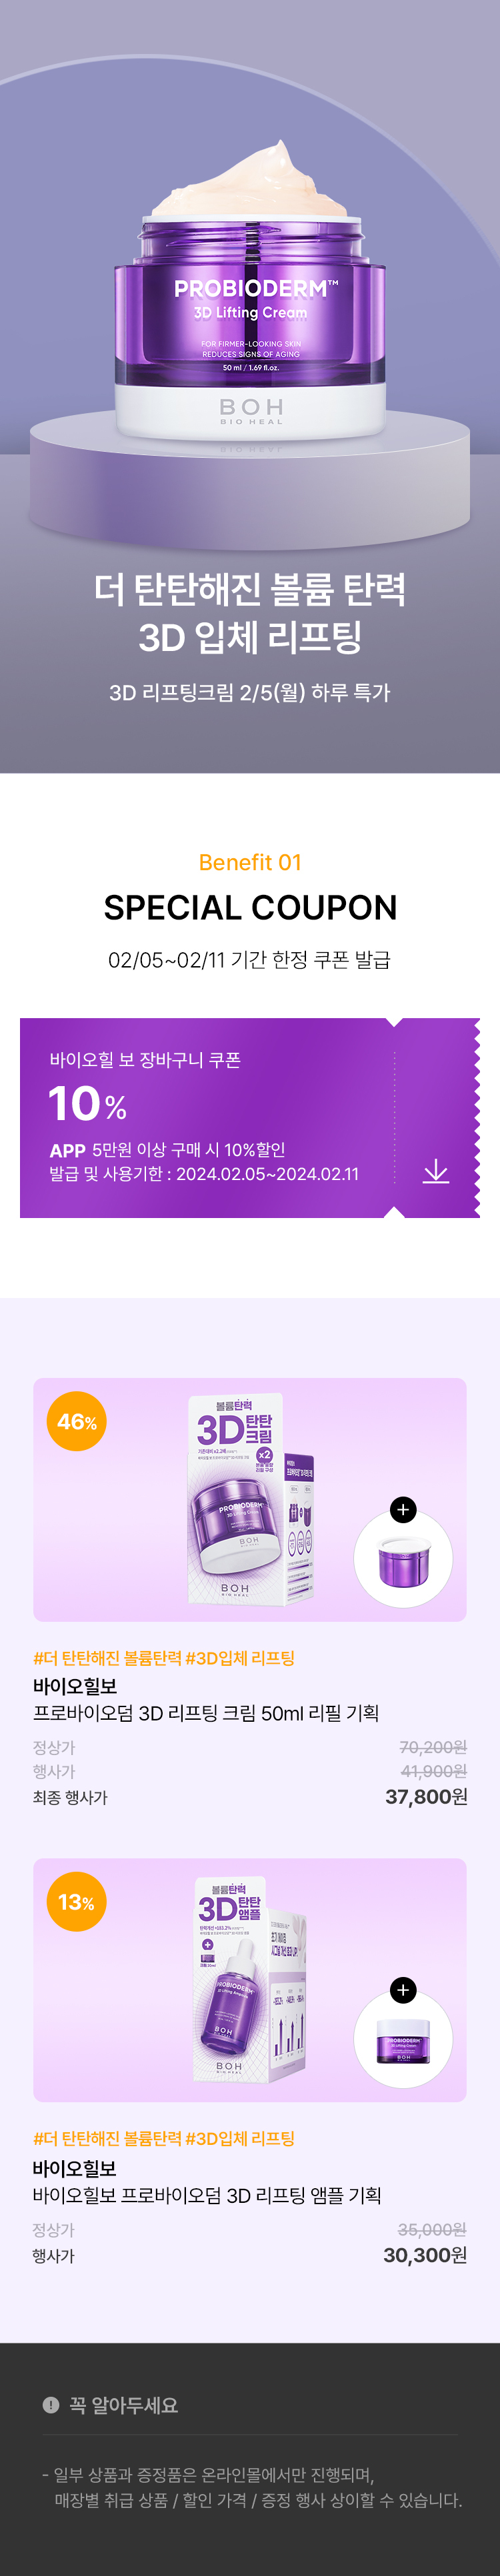 PROBIODERM™
3D Lifting Cream
FOR FIRMER-LOOKING SKIN
REDUCES SIGNS OF AGING
50 ml / 1.69 fl.oz.
BOH
BIO HEAL
더 탄탄해진 볼륨 탄력
3D 입체 리프팅
3D 리프팅크림 2/5(월) 하루 특가
Benefit 01
SPECIAL COUPON
02/05~02/11 기간 한정 쿠폰 발급
바이오힐 보 장바구니 쿠폰
10%
APP 5만원 이상 구매 시 10%할인
발급 및 사용기한 : 2024.02.05~2024.02.11
46%
볼륨탄력
3D 탄탄
크림
x2
PROBIODERM™
3D Lifting Cream
BOH
BOH
BIO HEAL
#더 탄탄해진 볼륨탄력 #3D입체 리프팅
바이오힐보
프로바이오덤 3D 리프팅 크림 50ml 리필 기획
정상가 70,200원
행사가 41,900원
최종 행사가 37,800원
13%
볼륨탄력
3D 탄탄
앰플
PROBIODERM™
3D Lifting Ampoule
BOH
PROBIODERM
3D Lifting Cream
BOH
#더 탄탄해진 볼륨탄력 #3D입체 리프팅
바이오힐보
바이오힐보 프로바이오덤 3D 리프팅 앰플 기획
정상가 35,000원
행사가 30,300원
꼭 알아두세요
- 일부 상품과 증정품은 온라인몰에서만 진행되며,
매장별 취급 상품 / 할인 가격 / 증정 행사 상이할 수 있습니다.